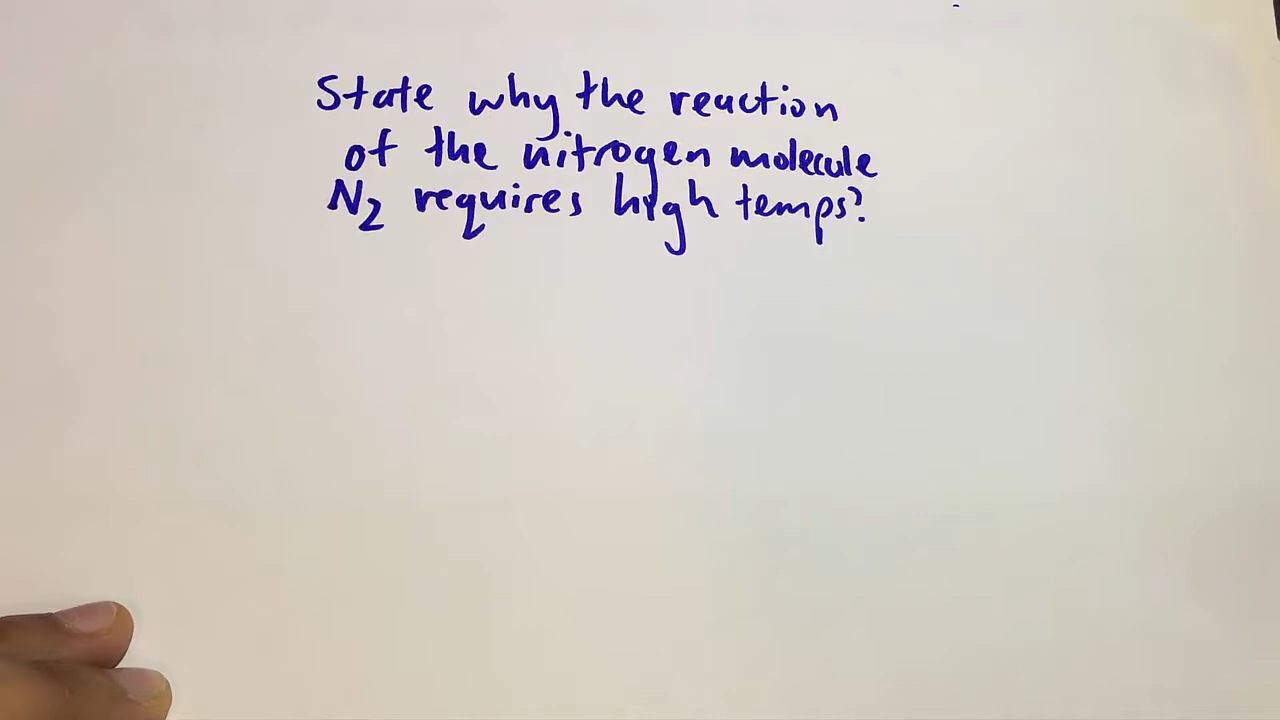 State why the reaction
of the nitrogen molecule
N₂ requires high temps?